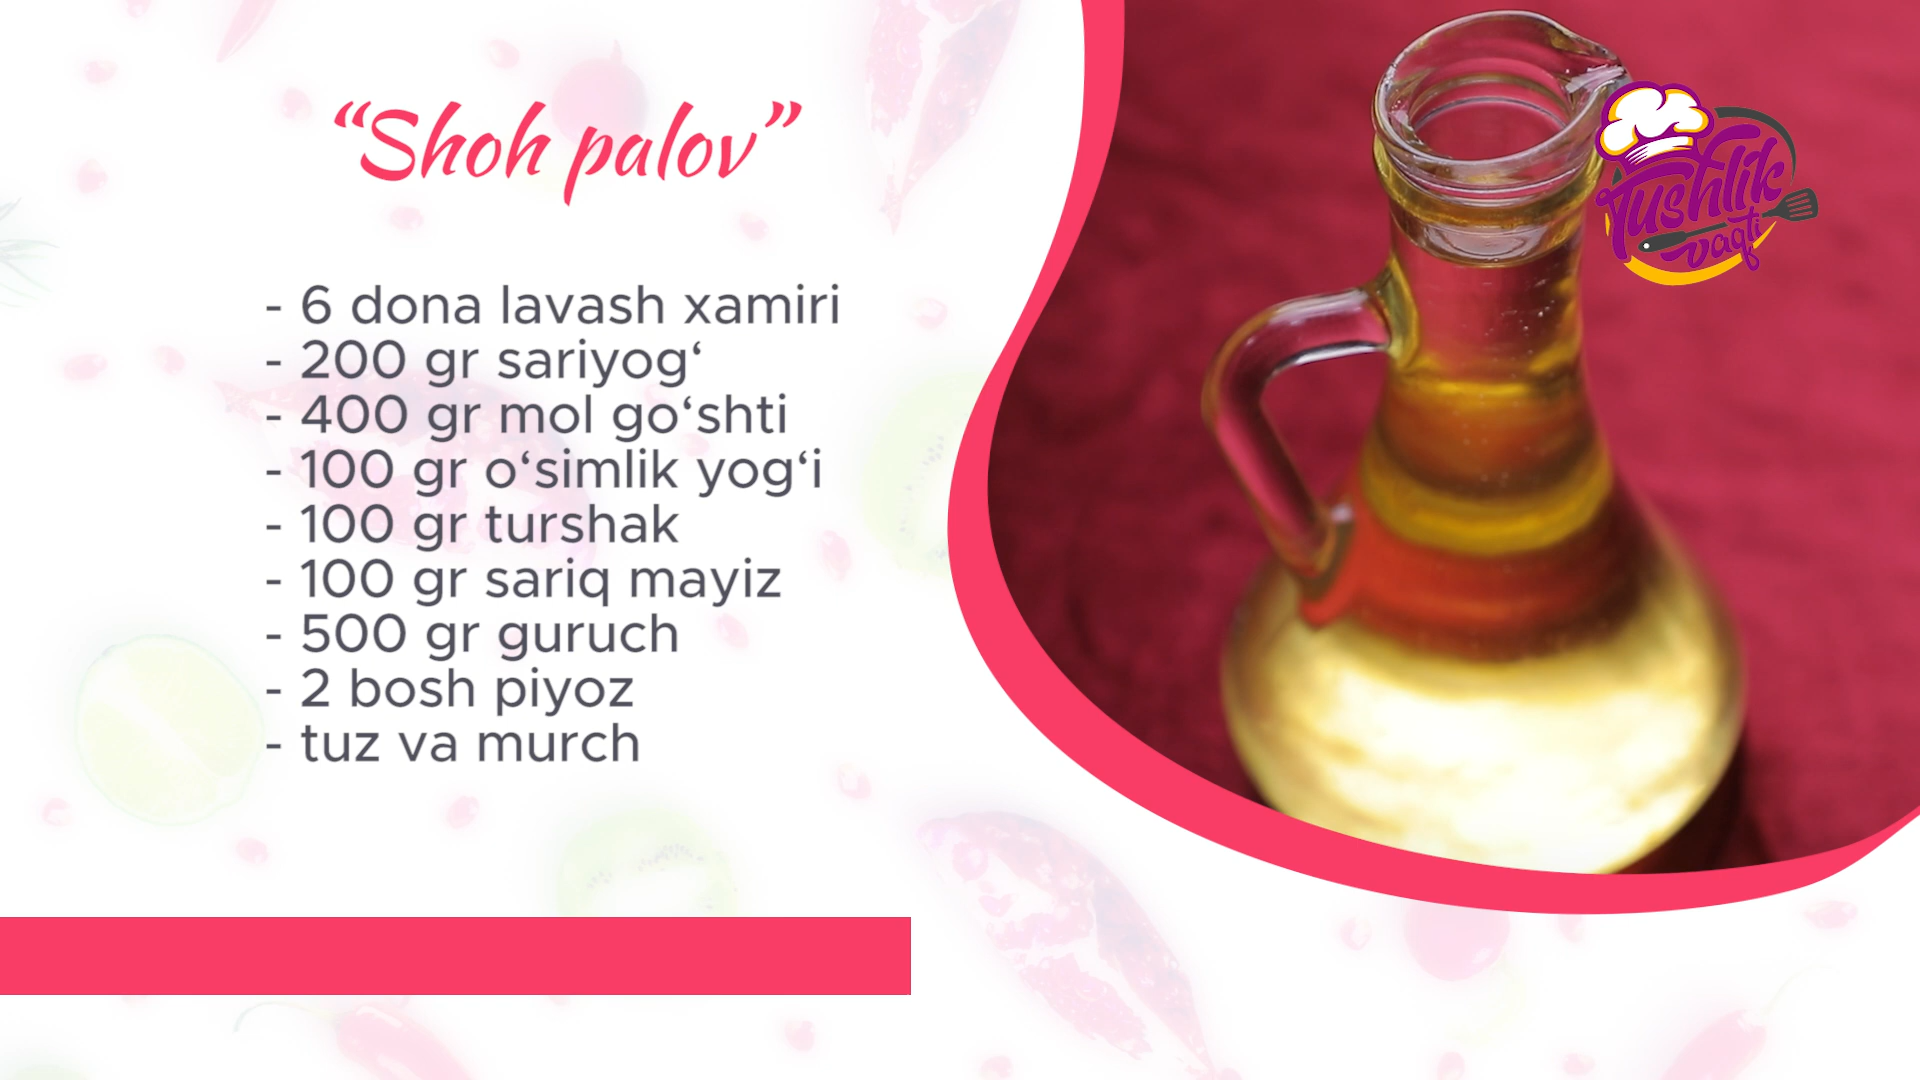 “Shoh palov”
- 6 dona lavash xamiri
- 200 gr sariyog‘
- 400 gr mol go‘shti
- 100 gr o‘simlik yog‘i
- 100 gr turshak
- 100 gr sariq mayiz
- 500 gr guruch
- 2 bosh piyoz
- tuz va murch
Tushlik
vaqti